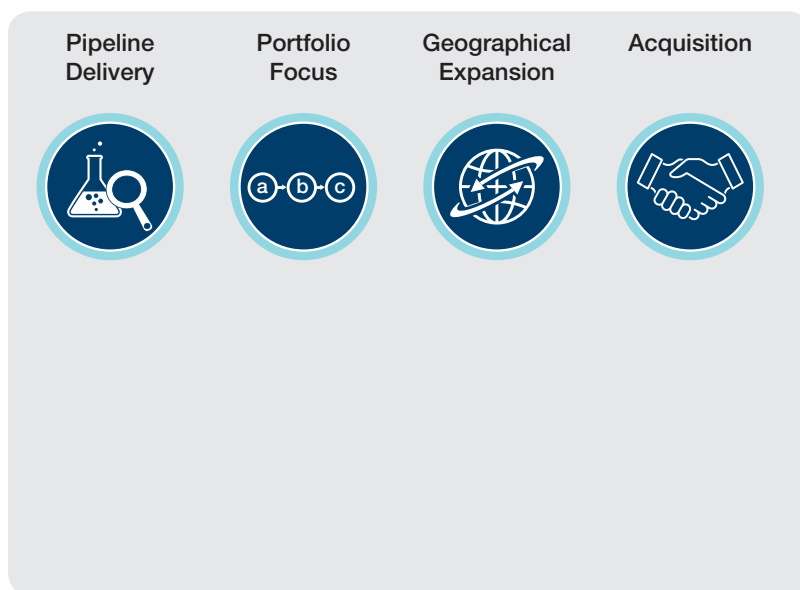 Pipeline
Delivery
Portfolio
Focus
Geographical
Expansion
Acquisition
a
b
c